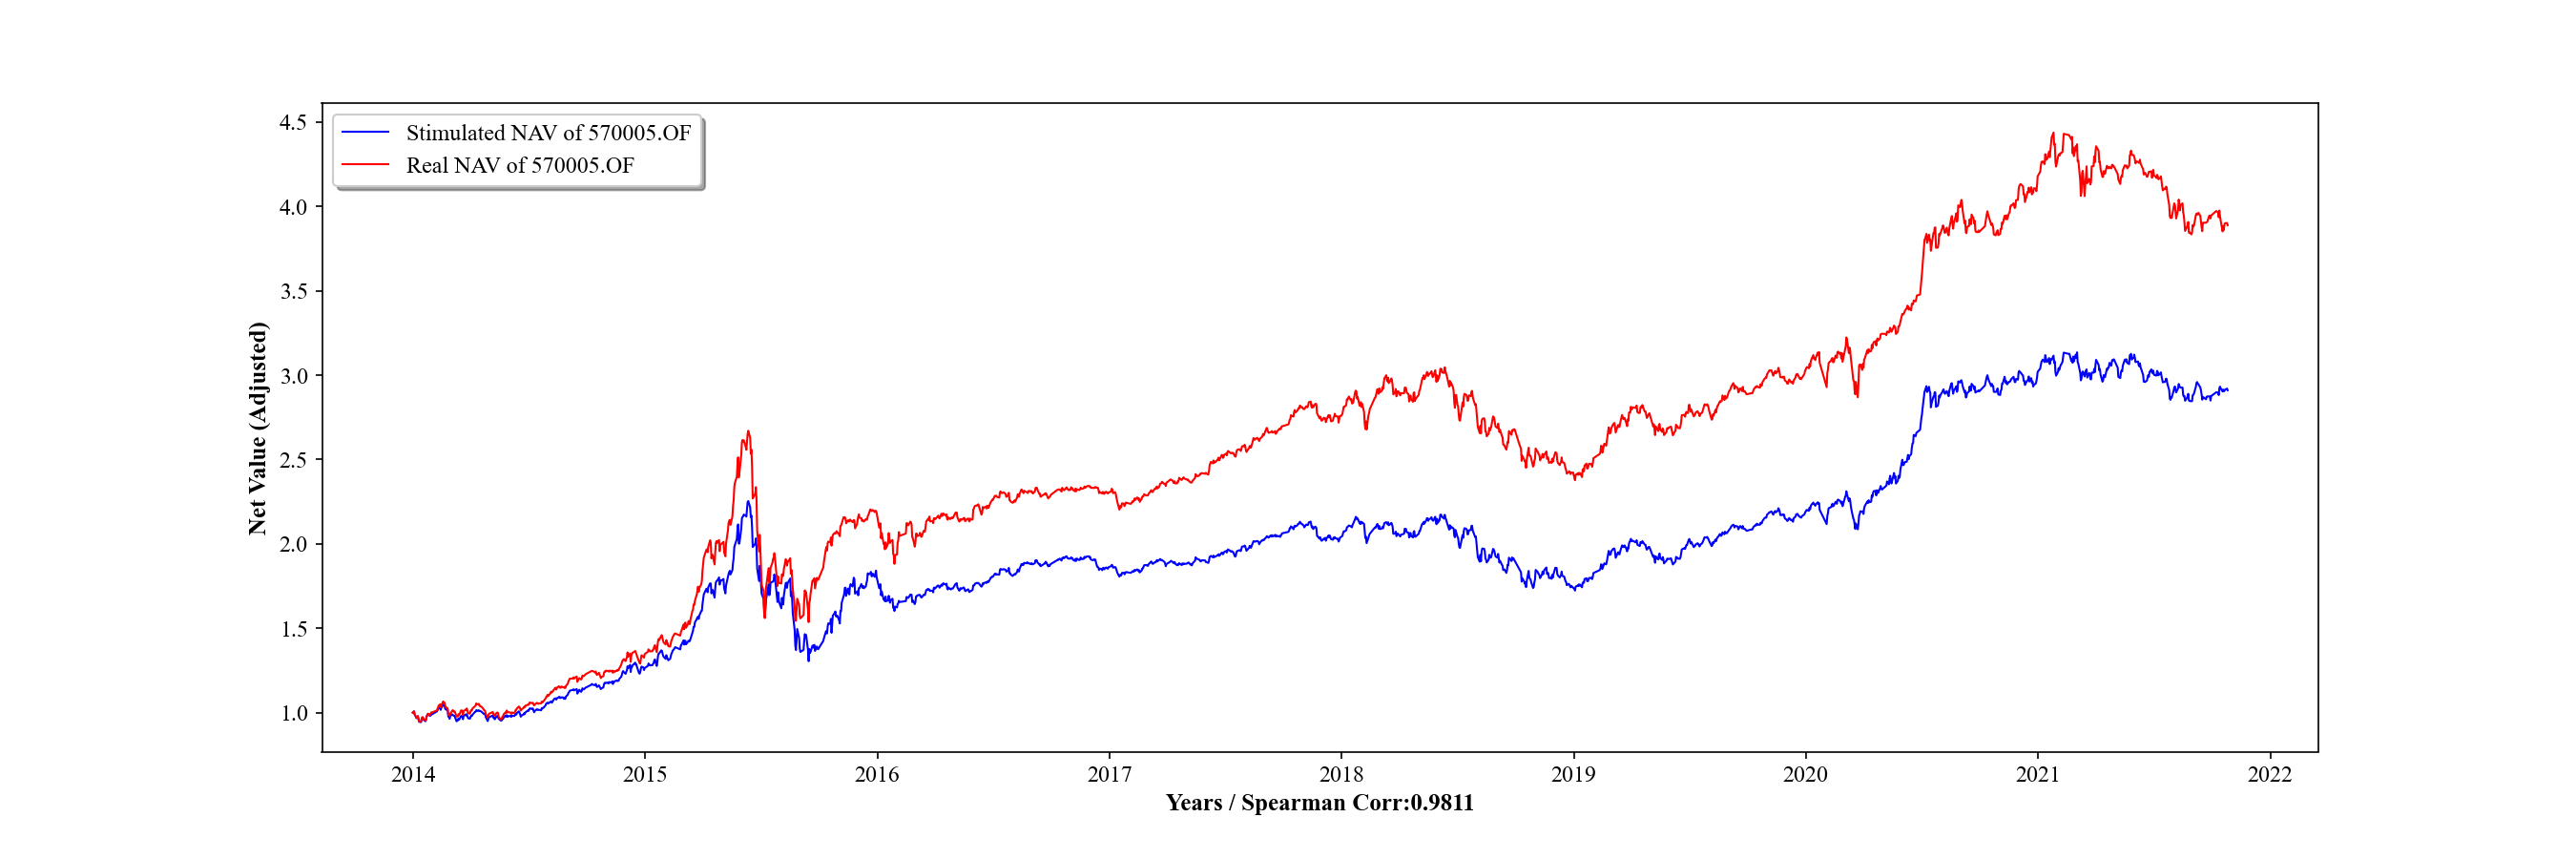 Stimulated NAV of 570005.OF
Real NAV of 570005.OF
Net Value (Adjusted)
4.5
4.0
3.5
3.0
2.5
2.0
1.5
1.0
2014 2015 2016 2017 2018 2019 2020 2021 2022
Years / Spearman Corr:0.9811